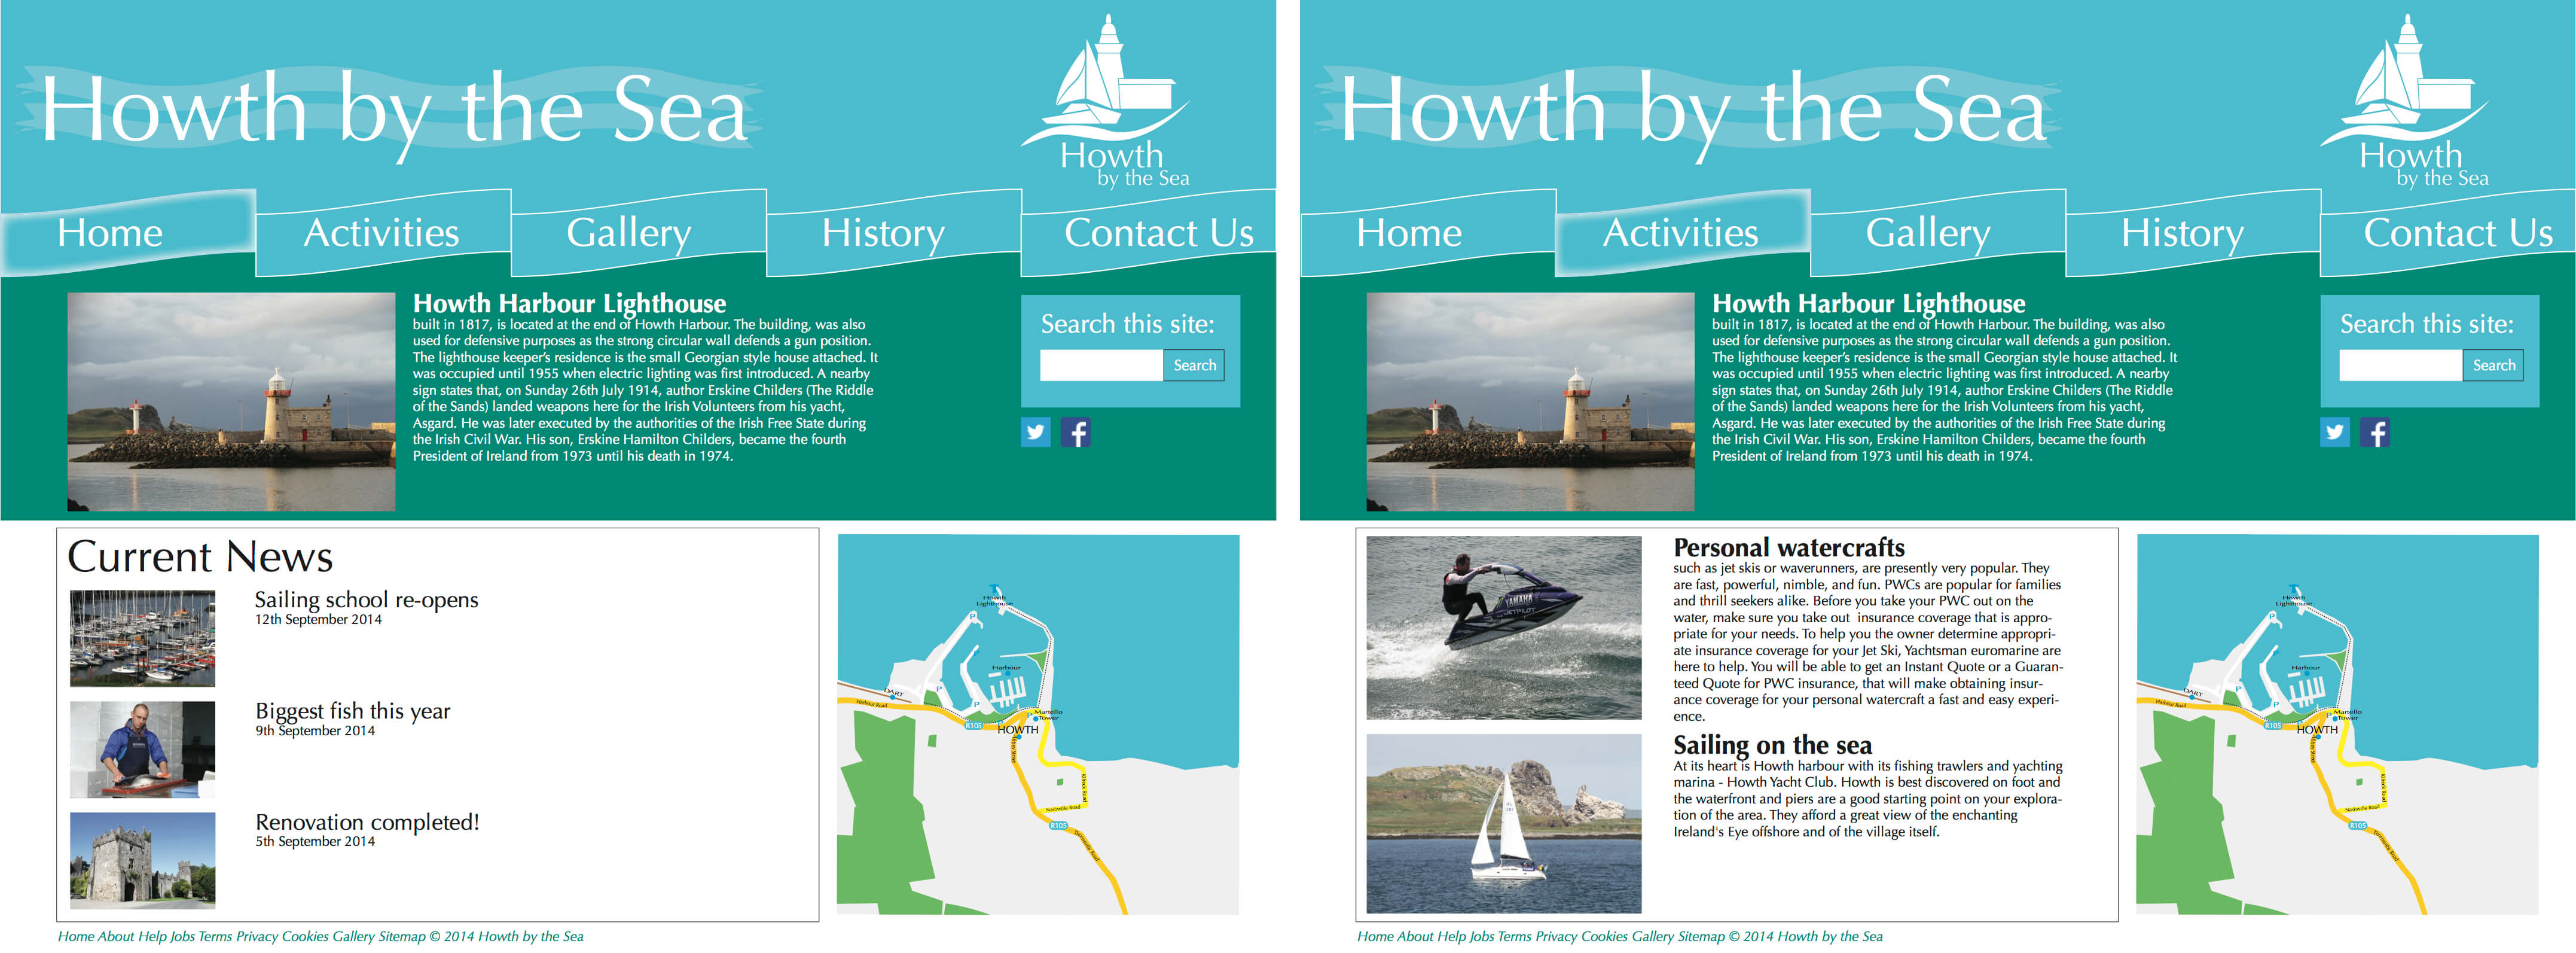 Howth by the Sea
Howth
by the Sea
Home
Activities
Gallery
History
Contact Us
Howth Harbour Lighthouse
built in 1817, is located at the end of Howth Harbour. The building, was also
used for defensive purposes as the strong circular wall defends a gun position.
The lighthouse keeper's residence is the small Georgian style house attached. It
was occupied until 1955 when electric lighting was first introduced. A nearby
sign states that, on Sunday 26th July 1914, author Erskine Childers (The Riddle
of the Sands) landed weapons here for the Irish Volunteers from his yacht,
Asgard. He was later executed by the authorities of the Irish Free State during
the Irish Civil War. His son, Erskine Hamilton Childers, became the fourth
President of Ireland from 1973 until his death in 1974.
Search this site:
Search
Current News
Sailing school re-opens
12th September 2014
Biggest fish this year
9th September 2014
Renovation completed!
5th September 2014
Howth
Lighthouse
P
P
Harbour
DART
P
P
Harbour Road
Martello
Tower
P
P
R105
HOWTH
Abbey Street
Kitrock Road
Nashville Road
R105
Thormanby Road
Home About Help Jobs Terms Privacy Cookies Gallery Sitemap © 2014 Howth by the Sea
Howth by the Sea
Howth
by the Sea
Home
Activities
Gallery
History
Contact Us
Howth Harbour Lighthouse
built in 1817, is located at the end of Howth Harbour. The building, was also
used for defensive purposes as the strong circular wall defends a gun position.
The lighthouse keeper's residence is the small Georgian style house attached. It
was occupied until 1955 when electric lighting was first introduced. A nearby
sign states that, on Sunday 26th July 1914, author Erskine Childers (The Riddle
of the Sands) landed weapons here for the Irish Volunteers from his yacht,
Asgard. He was later executed by the authorities of the Irish Free State during
the Irish Civil War. His son, Erskine Hamilton Childers, became the fourth
President of Ireland from 1973 until his death in 1974.
Search this site:
Search
YAMAHA
JETPILOT
Personal watercrafts
such as jet skis or waverunners, are presently very popular. They
are fast, powerful, nimble, and fun. PWCs are popular for families
and thrill seekers alike. Before you take your PWC out on the
water, make sure you take out  insurance coverage that is appro-
priate for your needs. To help you the owner determine appropri-
ate insurance coverage for your Jet Ski, Yachtsman euromarine are
here to help. You will be able to get an Instant Quote or a Guaran-
teed Quote for PWC insurance, that will make obtaining insur-
ance coverage for your personal watercraft a fast and easy experi-
ence.
Sailing on the sea
At its heart is Howth harbour with its fishing trawlers and yachting
marina - Howth Yacht Club. Howth is best discovered on foot and
the waterfront and piers are a good starting point on your explora-
tion of the area. They afford a great view of the enchanting
Ireland's Eye offshore and of the village itself.
Howth
Lighthouse
P
P
Harbour
DART
P
P
Harbour Road
Martello
Tower
P
P
R105
HOWTH
Abbey Street
Kitrock Road
Nashville Road
R105
Thormanby Road
Home About Help Jobs Terms Privacy Cookies Gallery Sitemap © 2014 Howth by the Sea